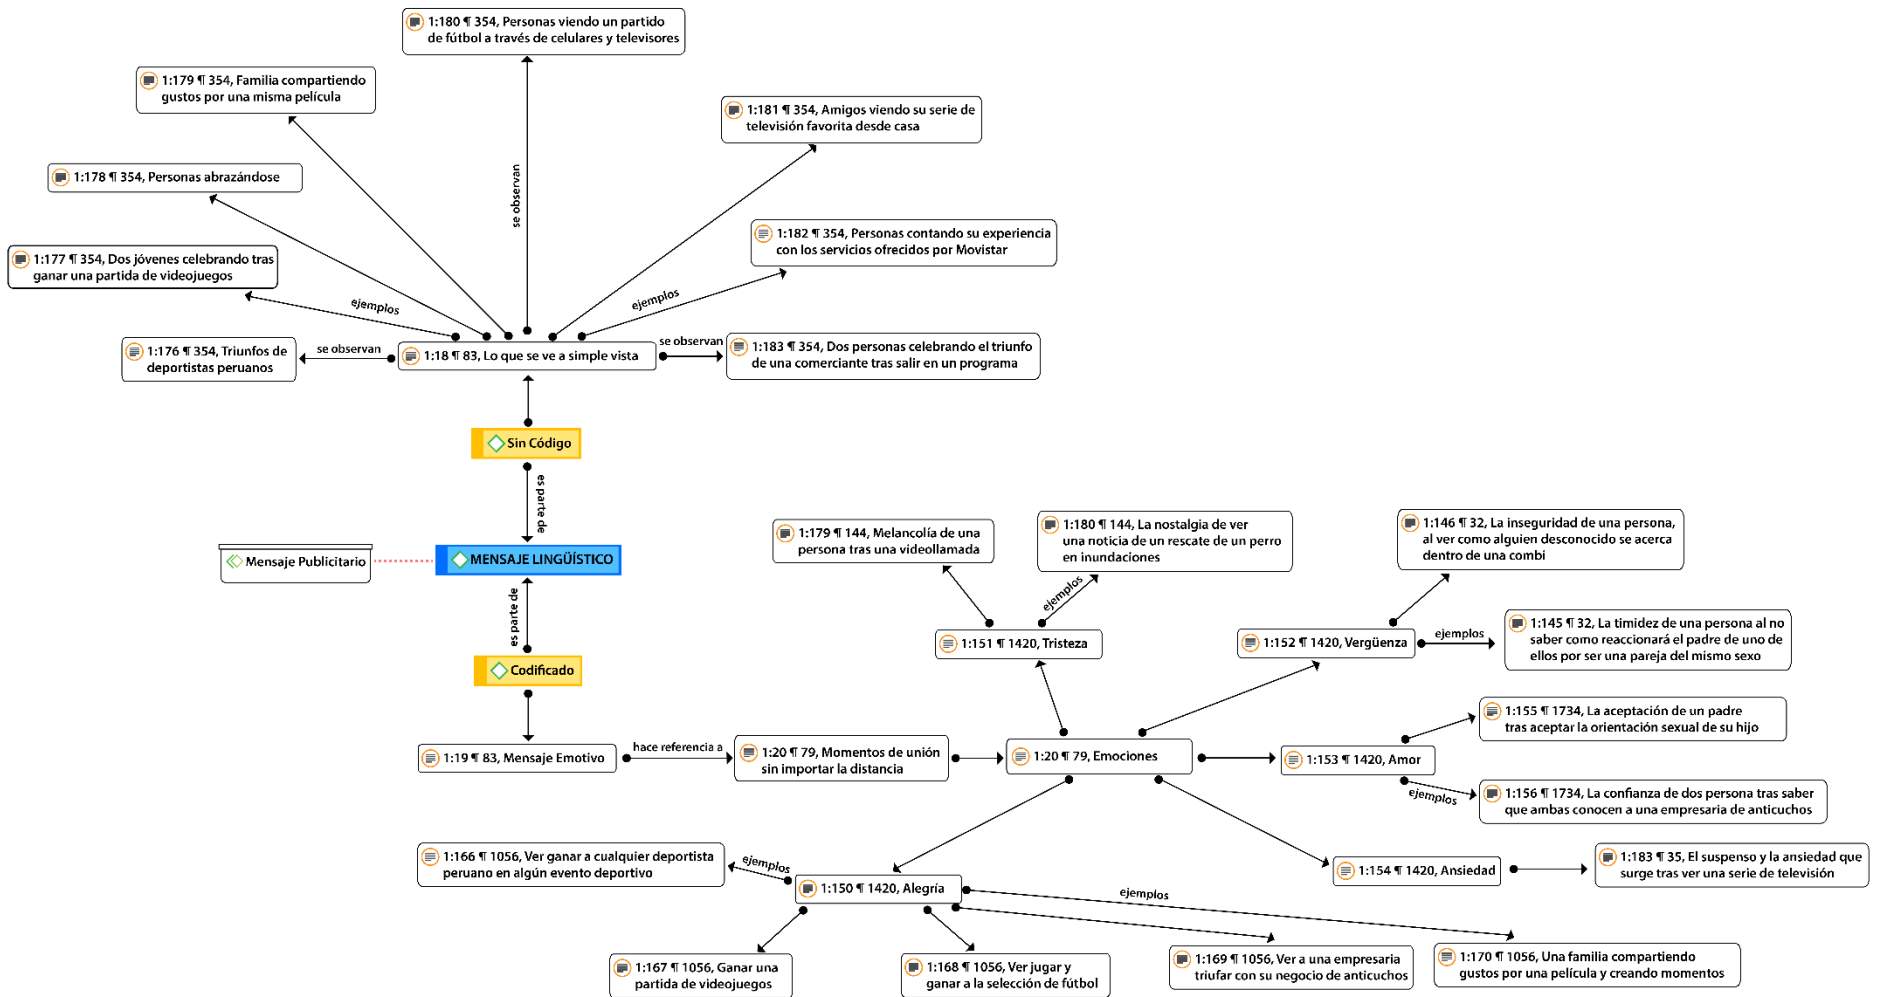 1:180 ¶ 354, Personas viendo un partido
de fútbol a través de celulares y televisores
1:179 ¶ 354, Familia compartiendo
gustos por una misma película
1:181 ¶ 354, Amigos viendo su serie de
televisión favorita desde casa
1:178 ¶ 354, Personas abrazándose
se observan
1:182 ¶ 354, Personas contando su experiencia
con los servicios ofrecidos por Movistar
1:177 ¶ 354, Dos jóvenes celebrando tras
ganar una partida de videojuegos
ejemplos
ejemplos
1:176 ¶ 354, Triunfos de
deportistas peruanos
se observan
1:18 ¶ 83, Lo que se ve a simple vista
se observan
1:183 ¶ 354, Dos personas celebrando el triunfo
de una comerciante tras salir en un programa
Sin Código
es parte de
Mensaje Publicitario
MENSAJE LINGÜÍSTICO
es parte de
Codificado
1:179 ¶ 144, Melancolía de una
persona tras una videollamada
1:180 ¶ 144, La nostalgia de ver
una noticia de un rescate de un perro
en inundaciones
1:146 ¶ 32, La inseguridad de una persona,
al ver como alguien desconocido se acerca
dentro de una combi
ejemplos
1:151 ¶ 1420, Tristeza
1:152 ¶ 1420, Vergüenza
ejemplos
1:145 ¶ 32, La timidez de una persona al no
saber como reaccionará el padre de uno de
ellos por ser una pareja del mismo sexo
1:155 ¶ 1734, La aceptación de un padre
tras aceptar la orientación sexual de su hijo
1:19 ¶ 83, Mensaje Emotivo
hace referencia a
1:20 ¶ 79, Momentos de unión
sin importar la distancia
1:20 ¶ 79, Emociones
1:153 ¶ 1420, Amor
ejemplos
1:156 ¶ 1734, La confianza de dos persona tras saber
que ambas conocen a una empresaria de anticuchos
1:166 ¶ 1056, Ver ganar a cualquier deportista
peruano en algún evento deportivo
ejemplos
1:150 ¶ 1420, Alegría
ejemplos
1:154 ¶ 1420, Ansiedad
1:183 ¶ 35, El suspenso y la ansiedad que
surge tras ver una serie de televisión
1:167 ¶ 1056, Ganar una
partida de videojuegos
1:168 ¶ 1056, Ver jugar y
ganar a la selección de fútbol
1:169 ¶ 1056, Ver a una empresaria
triufar con su negocio de anticuchos
1:170 ¶ 1056, Una familia compartiendo
gustos por una película y creando momentos